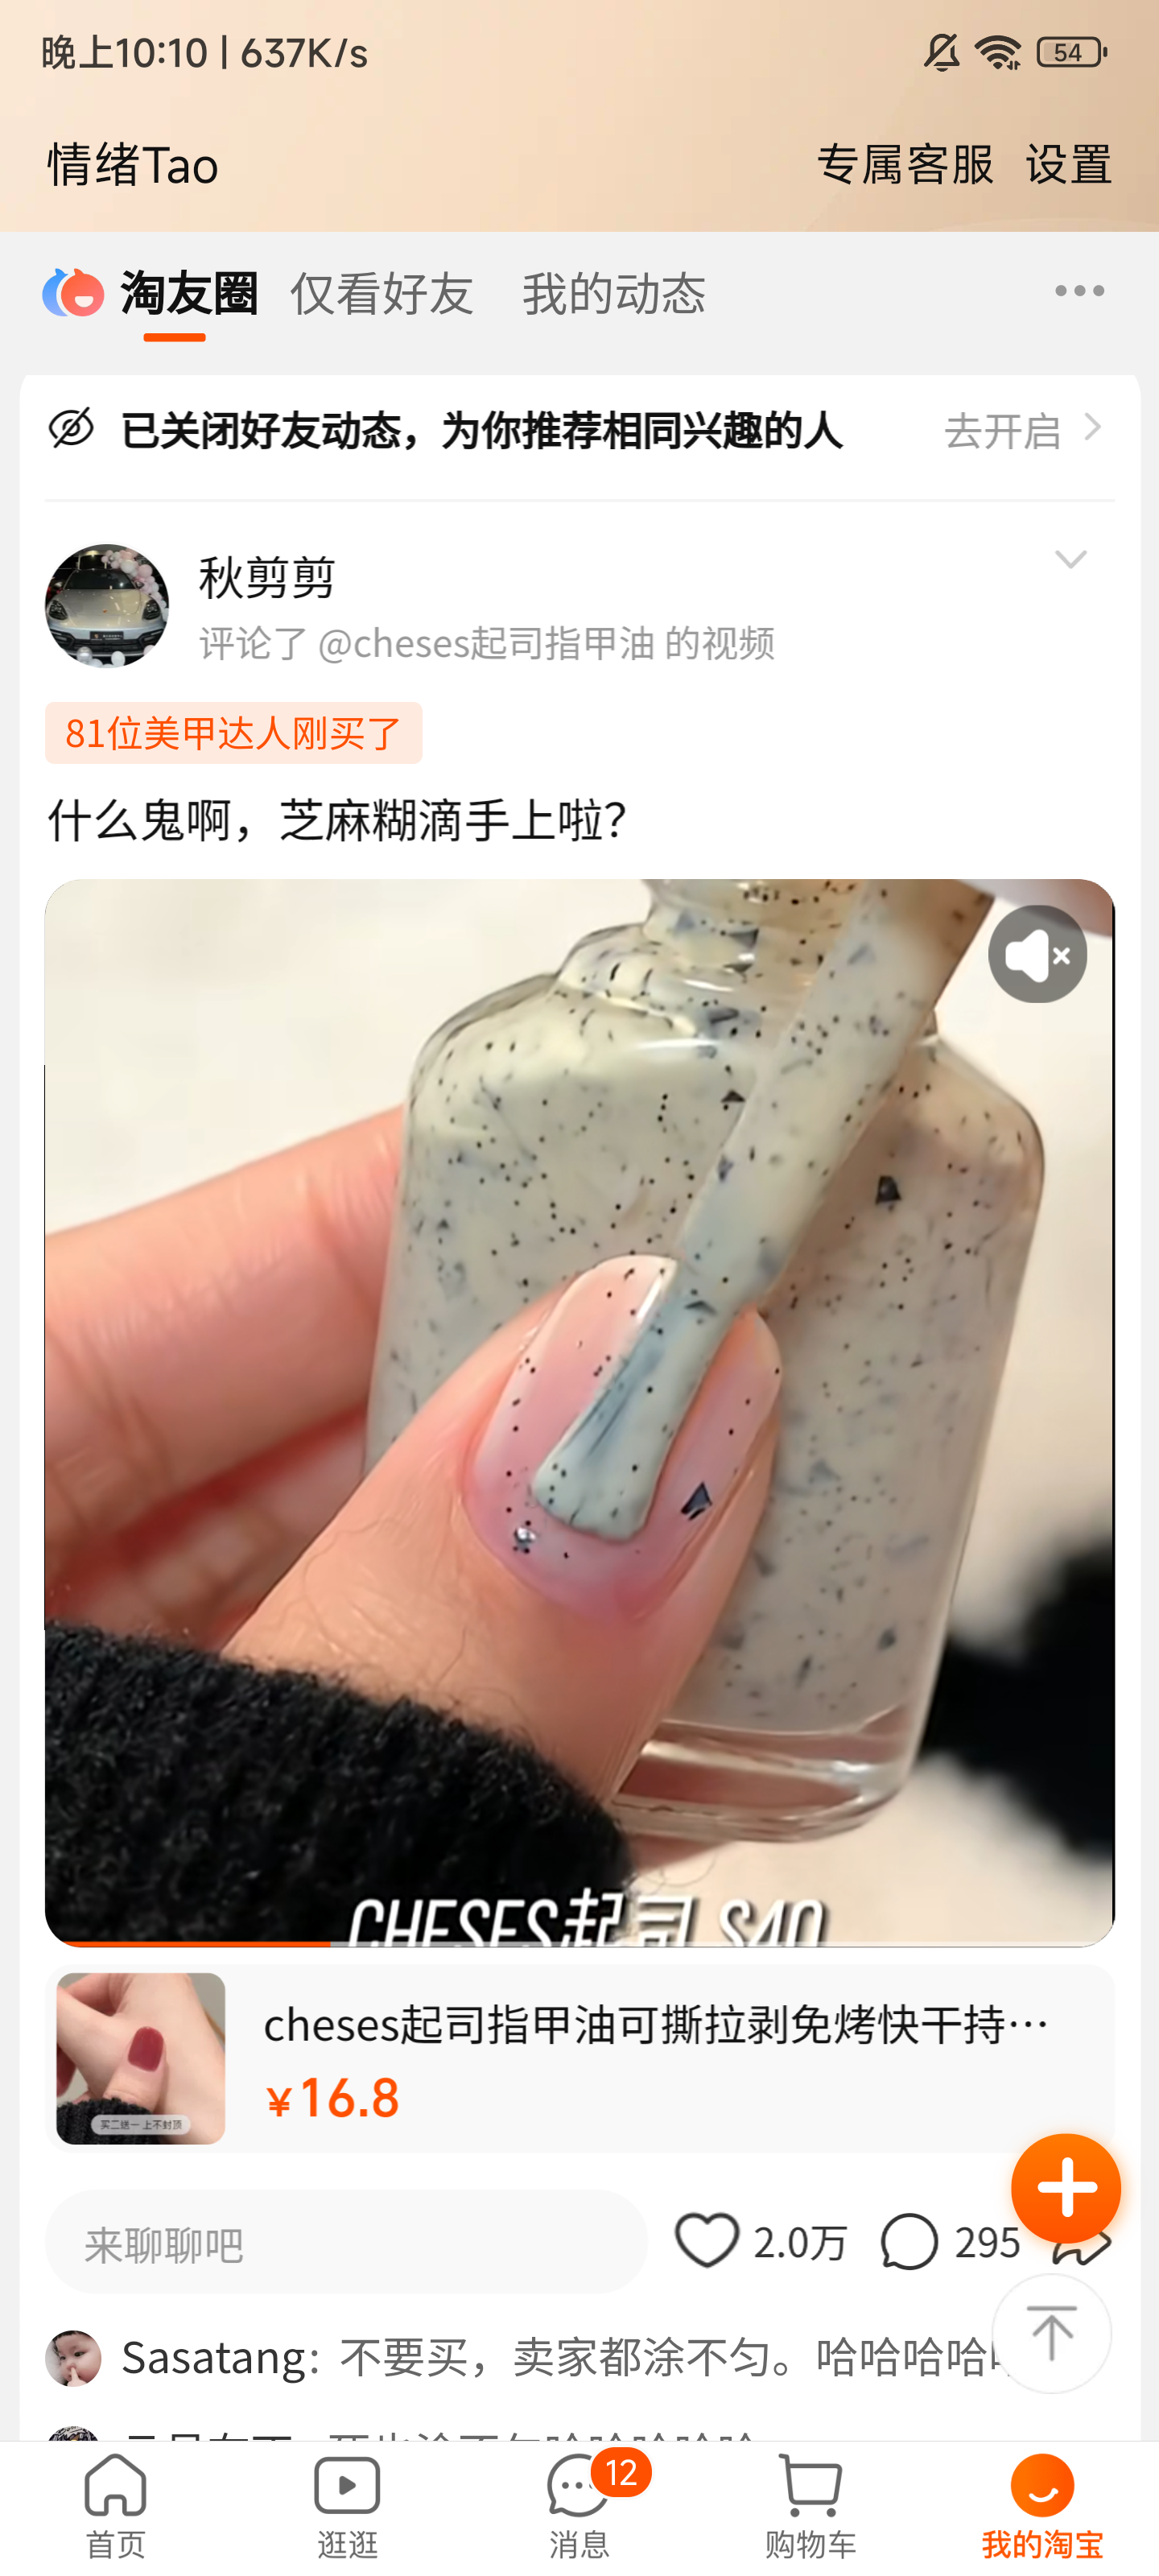 晚上10:10 | 637K/s
54
情绪Tao
专属客服 设置
淘友圈 仅看好友 我的动态
已关闭好友动态，为你推荐相同兴趣的人 去开启
秋剪剪
评论了 @cheses起司指甲油 的视频
81位美甲达人刚买了
什么鬼啊，芝麻糊滴手上啦？
CHESES起司 S40
cheses起司指甲油可撕拉剥免烤快干持…
买二送一 上不封顶
¥16.8
来聊聊吧 2.0万 295
Sasatang：不要买，卖家都涂不匀。哈哈哈哈
12
首页 逛逛 消息 购物车 我的淘宝